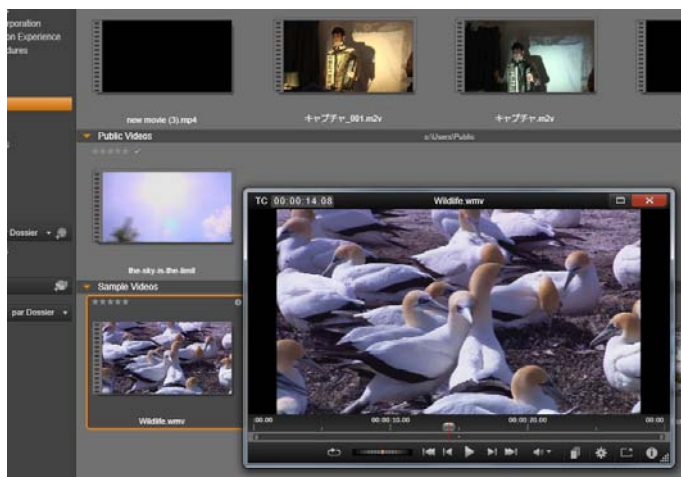 rporation
on Experience
dures
new movie (3).mp4
キャプチャ_001.m2v
キャプチャ.m2v
Public Videos
c:\Users\Public
the-sky-is-the-limit
Dossier
par Dossier
Sample Videos
Wildlife.wmv
TC 00:00:14.08
Wildlife.wmv
:00.00
00:00:10.00
00:00:20.00
00:00